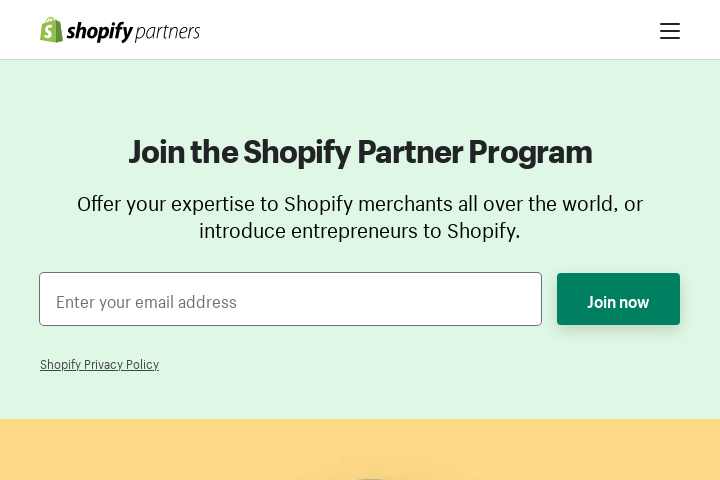 shopify partners
Join the Shopify Partner Program
Offer your expertise to Shopify merchants all over the world, or
introduce entrepreneurs to Shopify.
Enter your email address
Join now
Shopify Privacy Policy